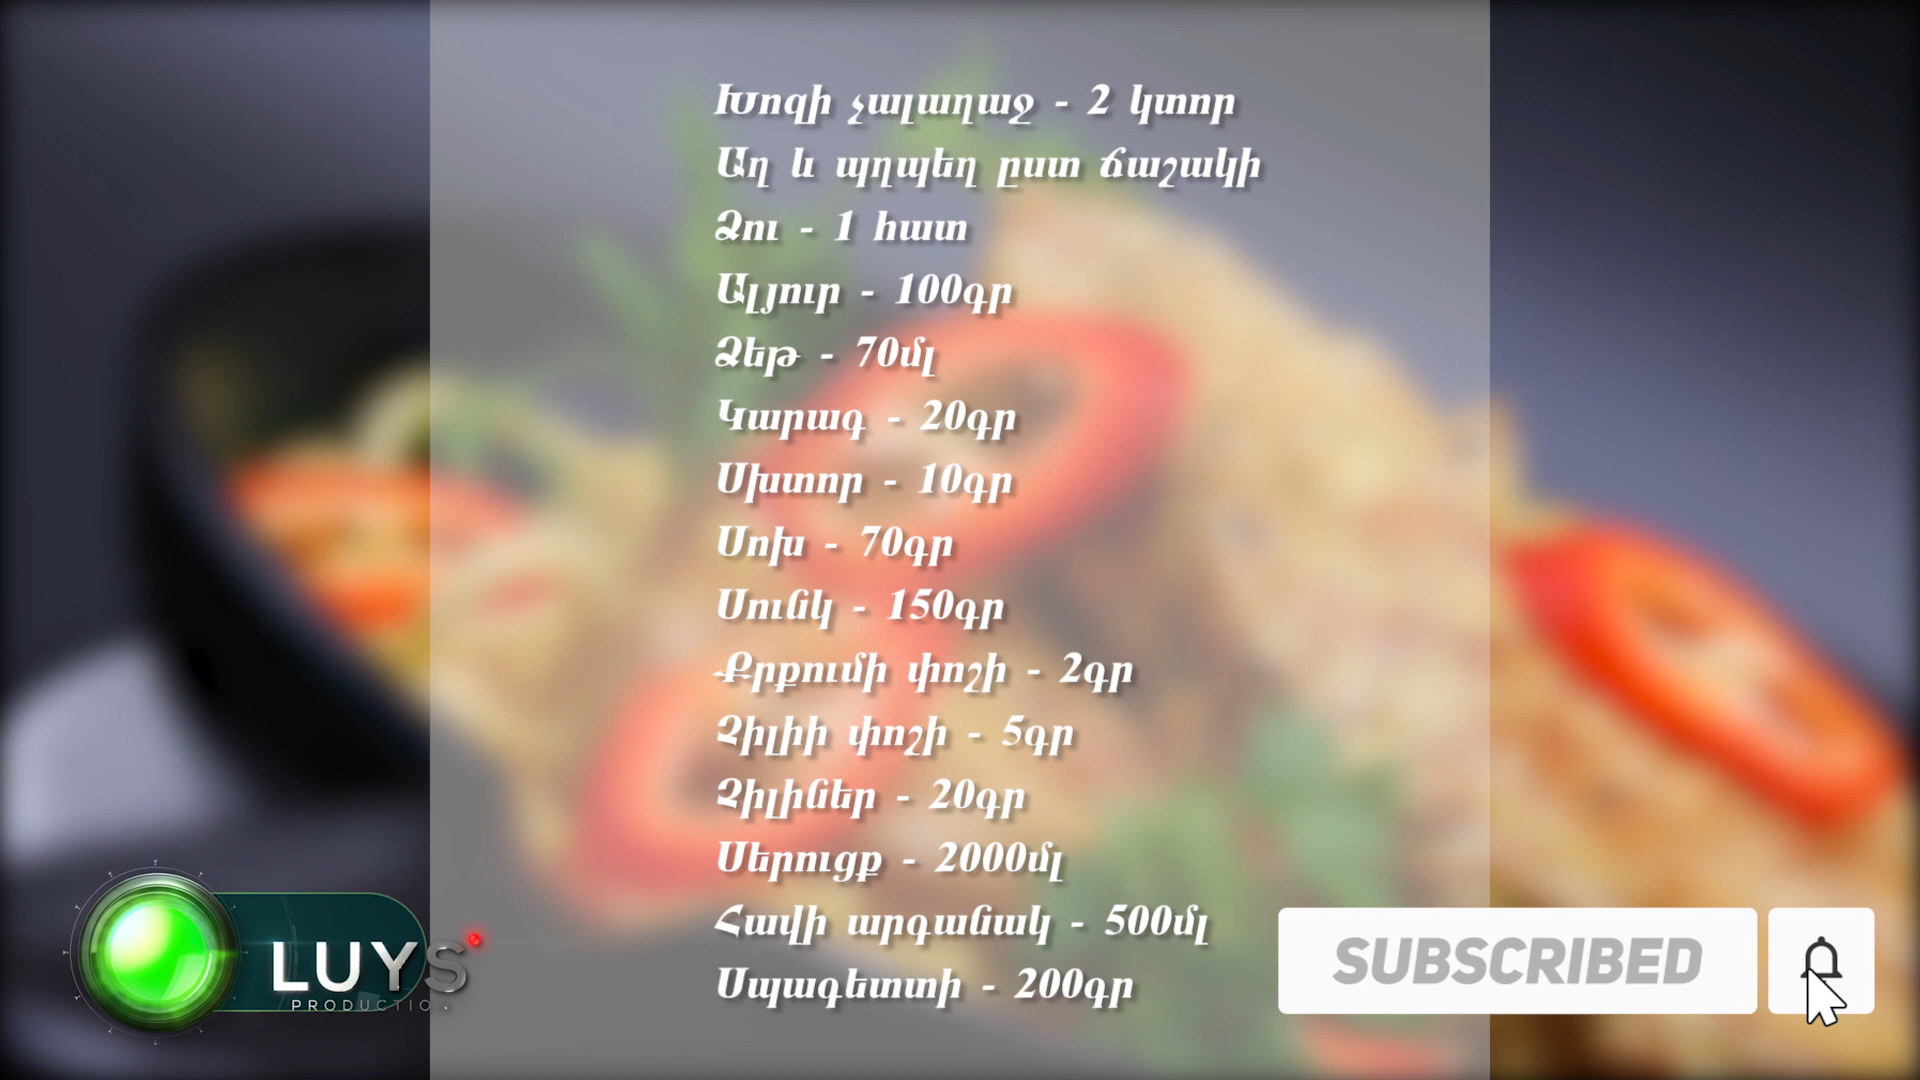 Խոզի չալաղաջ - 2 կտոր
Աղ և պղպեղ ըստ ճաշակի
Ձու - 1 հատ
Ալյուր - 100գր
Ձեթ - 70մլ
Կարագ - 20գր
Սխտոր - 10գր
Սոխ - 70գր
Սունկ - 150գր
Քրքումի փոշի - 2գր
Չիլիի փոշի - 5գր
Չիլիներ - 20գր
Սերուցք - 2000մլ
Հավի արգանակ - 500մլ
Սպագետտի - 200գր
LUYS
PRODUCTION
SUBSCRIBED